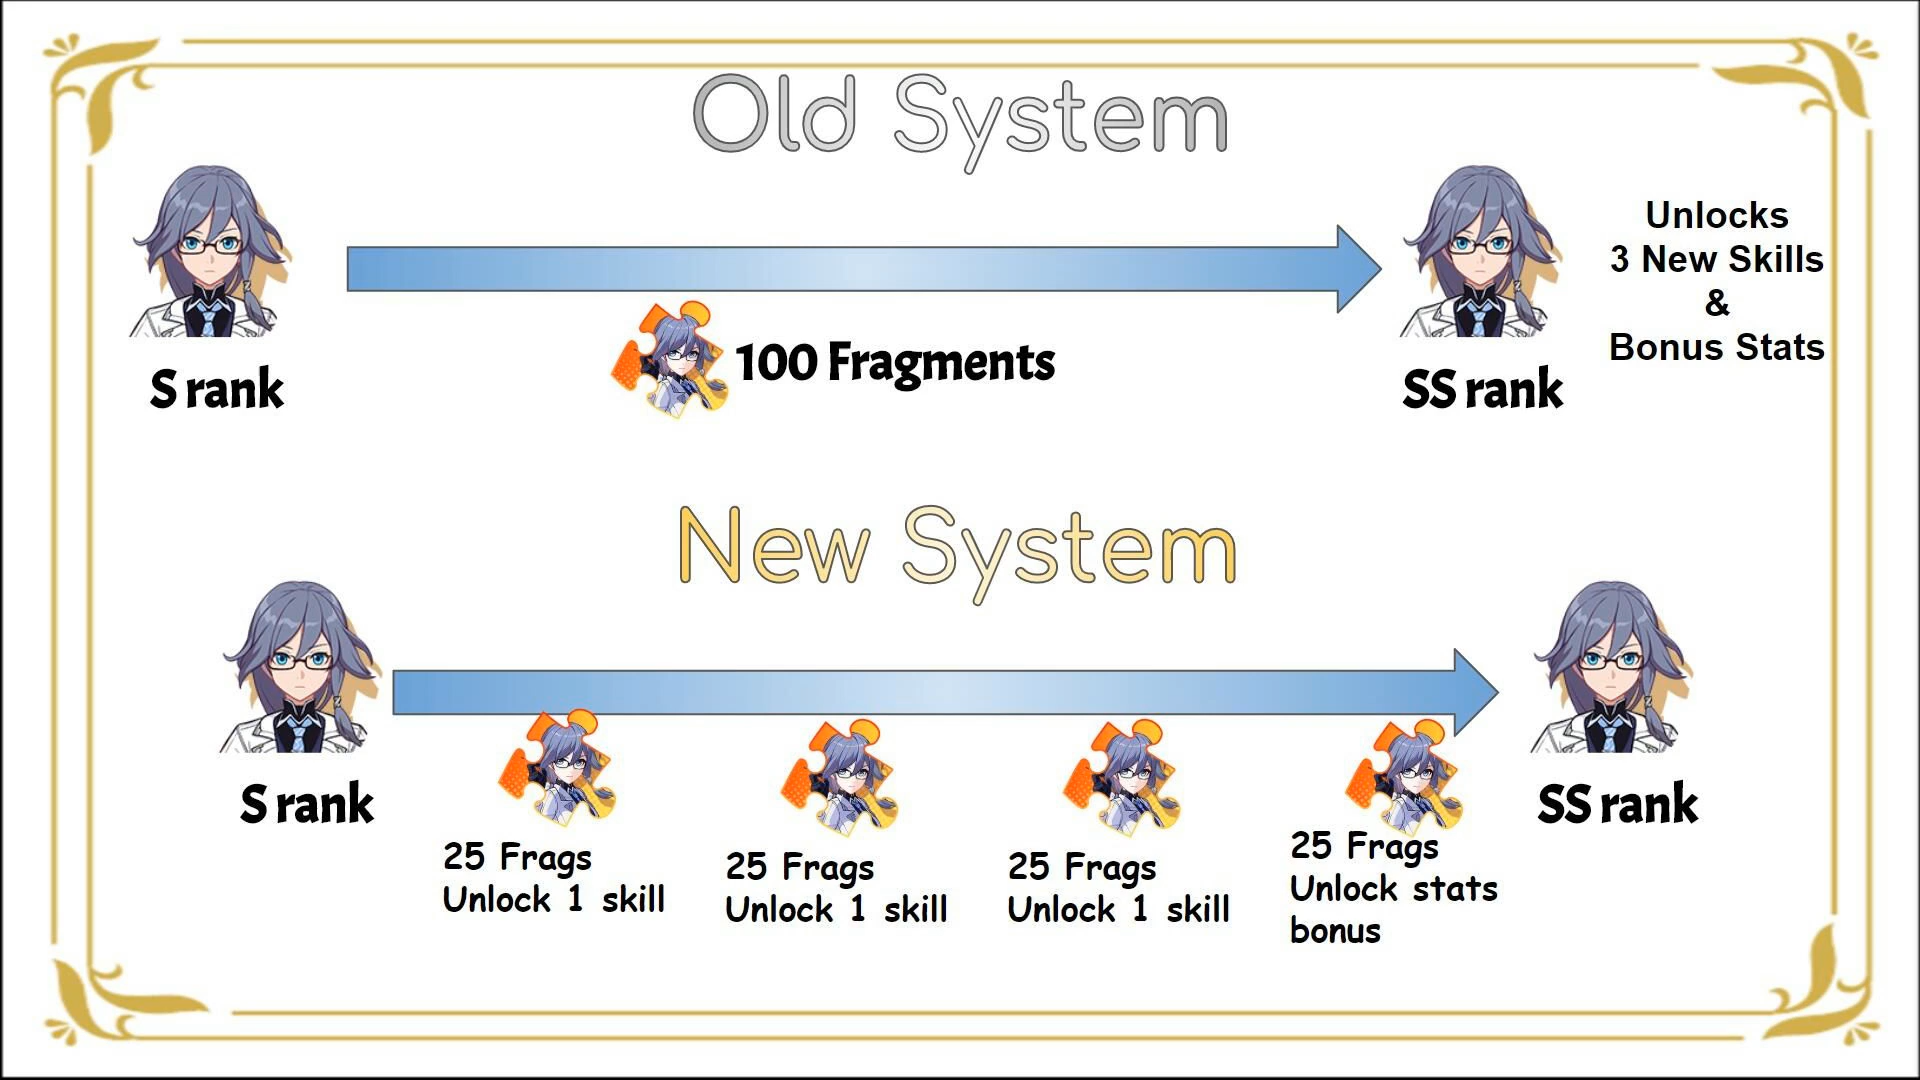 Old System
Unlocks
3 New Skills
&
Bonus Stats
100 Fragments
S rank
SS rank
New System
S rank
SS rank
25 Frags
Unlock 1 skill
25 Frags
Unlock 1 skill
25 Frags
Unlock 1 skill
25 Frags
Unlock stats
bonus